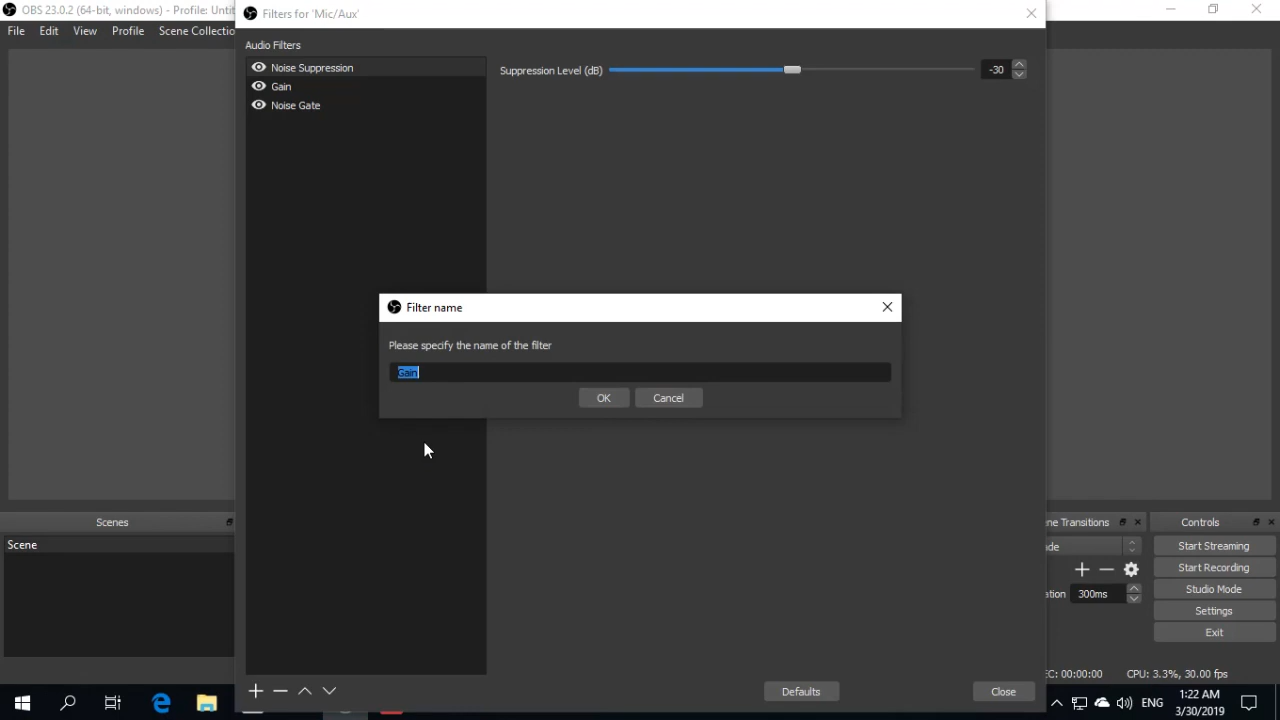 OBS 23.0.2 (64-bit, windows) - Profile: Untit
Filters for 'Mic/Aux'
File Edit View Profile Scene Collectio
Audio Filters
Noise Suppression
Suppression Level (dB)
-30
Gain
Noise Gate
Filter name
Please specify the name of the filter
Gain
OK
Cancel
Scenes
ne Transitions
Controls
Scene
de
Start Streaming
Start Recording
ation 300ms
Studio Mode
Settings
Exit
EC: 00:00:00
CPU: 3.3%, 30.00 fps
Defaults
Close
ENG
1:22 AM
3/30/2019